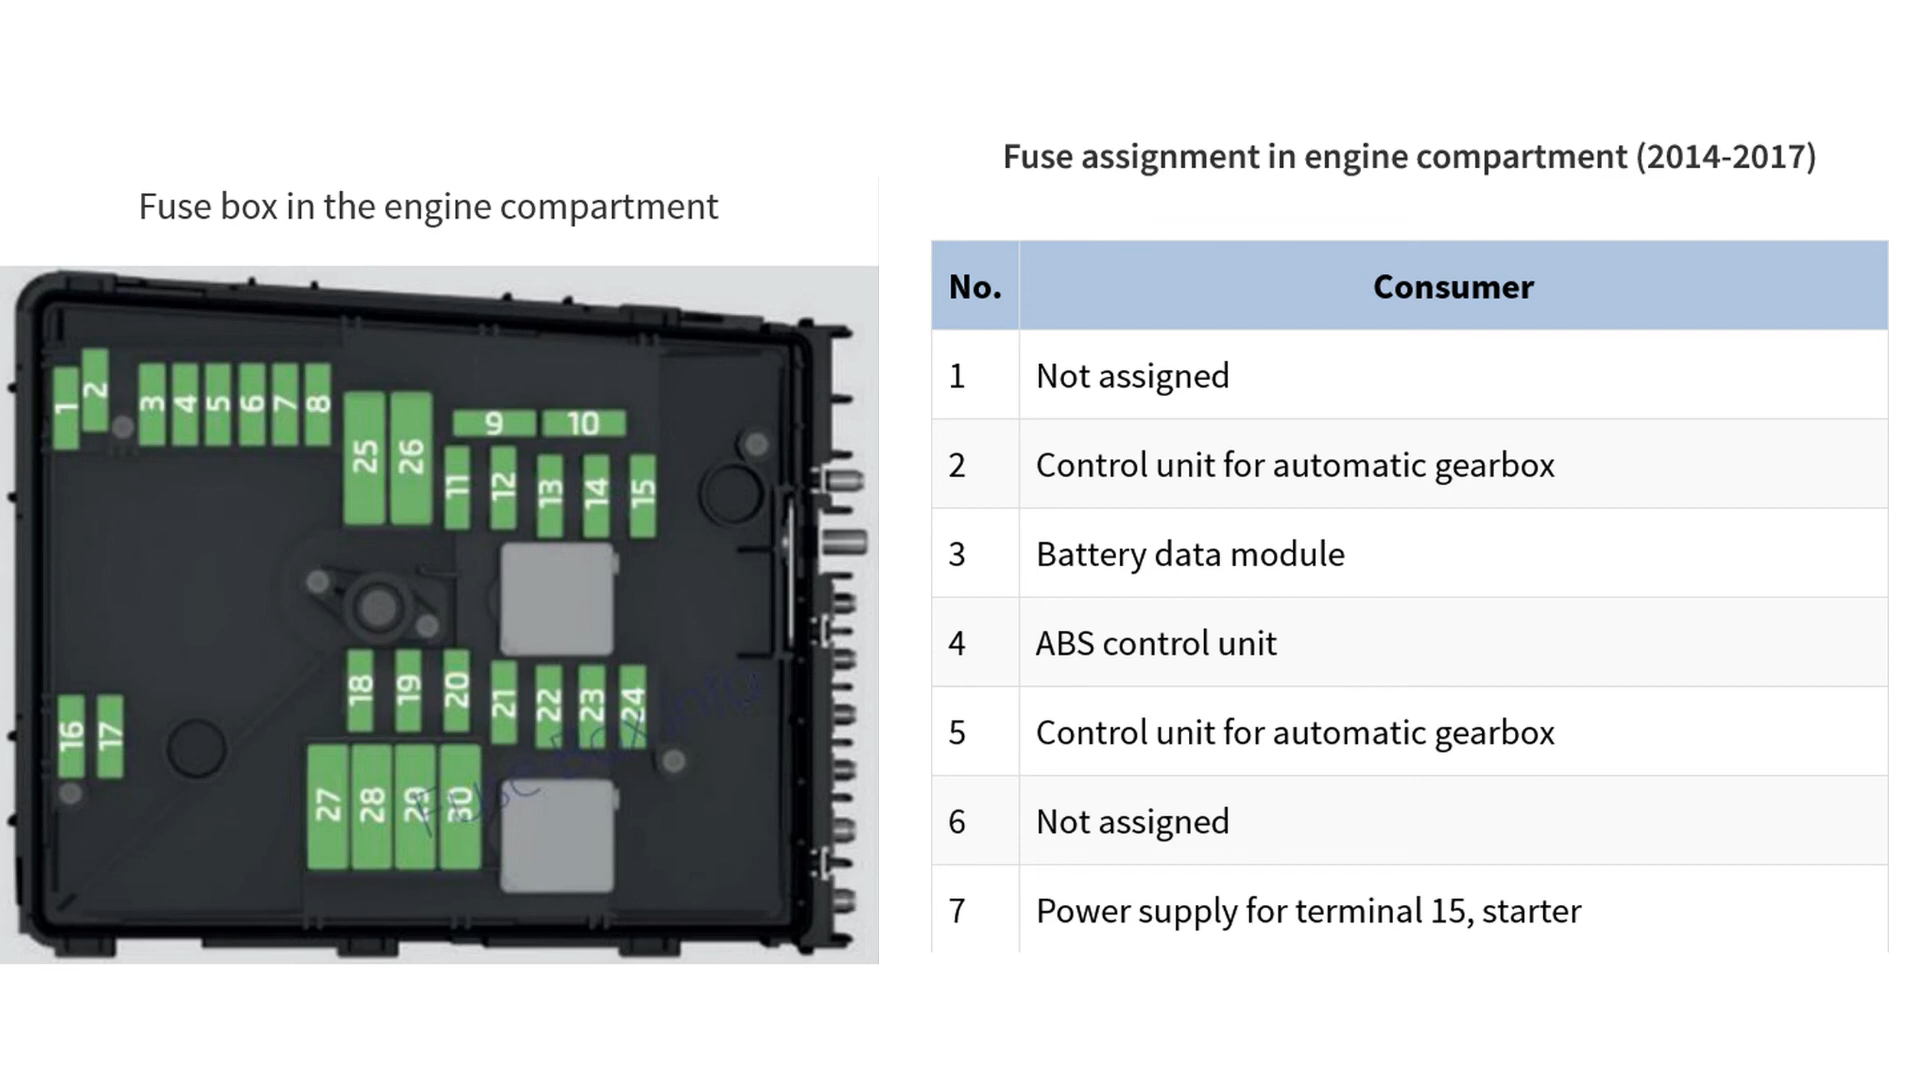 Fuse box in the engine compartment
1
2
3
4
5
6
7
8
25
26
9
10
11
12
13
14
15
16
17
18
19
20
21
22
23
24
27
28
29
30
Fuse-Box.info
Fuse assignment in engine compartment (2014-2017)
No. Consumer
1 Not assigned
2 Control unit for automatic gearbox
3 Battery data module
4 ABS control unit
5 Control unit for automatic gearbox
6 Not assigned
7 Power supply for terminal 15, starter